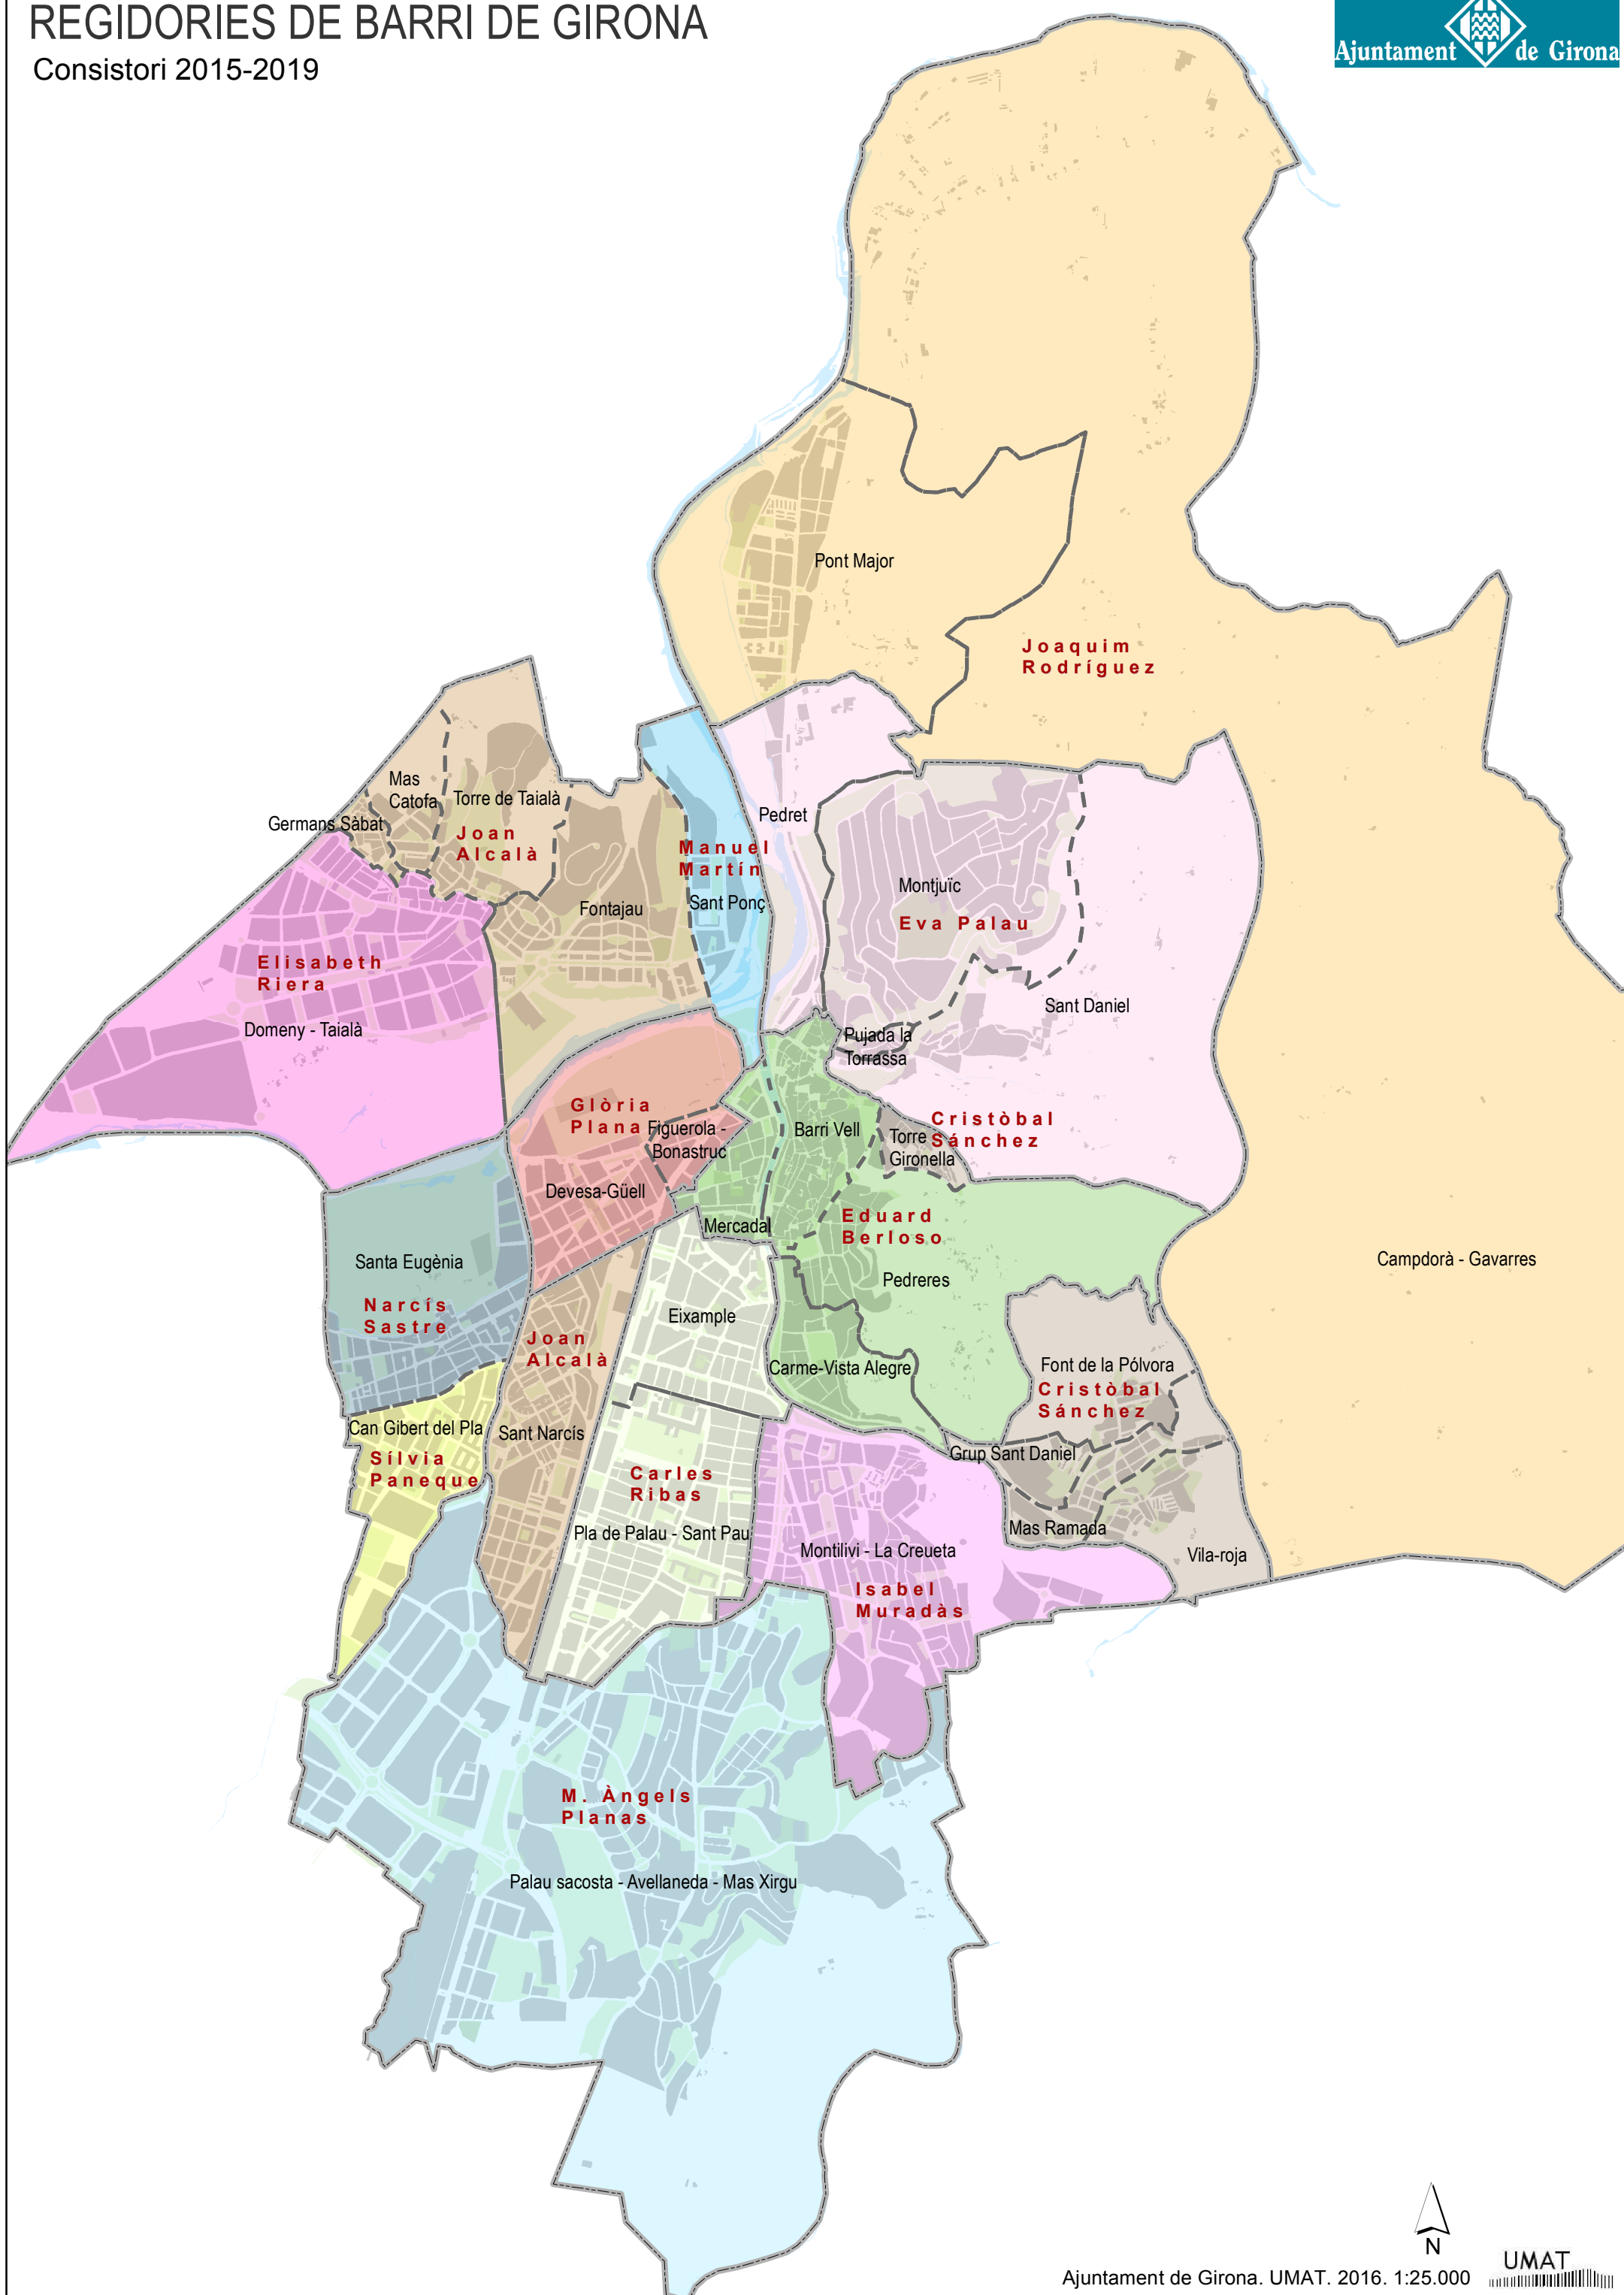 REGIDORIES DE BARRI DE GIRONA
Consistori 2015-2019
Ajuntament de Girona
Pont Major
Joaquim
Rodríguez
Mas
Catofa
Torre de Taialà
Germans Sàbat
Joan
Alcalà
Pedret
Manuel
Martín
Sant Ponç
Fontajau
Montjuïc
Eva Palau
Elisabeth
Riera
Domeny - Taialà
Sant Daniel
Pujada la
Torrassa
Glòria
Plana
Figuerola -
Bonastruc
Devesa-Güell
Barri Vell
Cristòbal
Sánchez
Torre
Gironella
Mercadal
Eduard
Berloso
Pedreres
Santa Eugènia
Narcís
Sastre
Campdorà - Gavarres
Eixample
Joan
Alcalà
Carme-Vista Alegre
Font de la Pólvora
Cristòbal
Sánchez
Can Gibert del Pla
Sant Narcís
Sílvia
Paneque
Grup Sant Daniel
Carles
Ribas
Pla de Palau - Sant Pau
Mas Ramada
Montilivi - La Creueta
Vila-roja
Isabel
Muradàs
M. Àngels
Planas
Palau sacosta - Avellaneda - Mas Xirgu
N
Ajuntament de Girona. UMAT. 2016. 1:25.000
UMAT